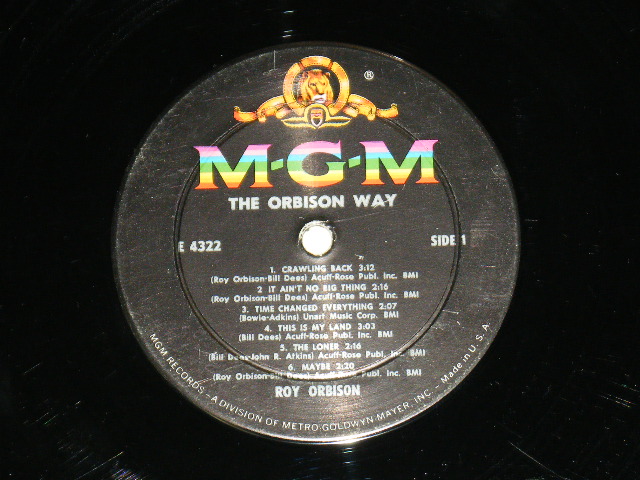 ®
M-G-M
THE ORBISON WAY
E 4322
SIDE 1
1. CRAWLING BACK 3:12
(Roy Orbison-Bill Dees) Acuff-Rose Publ. Inc. BMI
2 IT AIN'T NO BIG THING 2:16
(Roy Orbison-Bill Dees) Acuff-Rose Publ. Inc. BMI
3. TIME CHANGED EVERYTHING 2:07
(Bowie-Adkins) Unart Music Corp. BMI
4. THIS IS MY LAND 3:03
(Bill Dees) Acuff-Rose Publ. Inc. BMI
5. THE LONER 2:16
(Bill Dees-John R. Atkins) Acuff-Rose Publ. Inc. BMI
6. MAYBE 2:20
(Roy Orbison-Bill Dees) Acuff-Rose Publ. Inc. BMI
ROY ORBISON
MGM RECORDS - A DIVISION OF METRO-GOLDWYN-MAYER, INC. - Made in U.S.A.